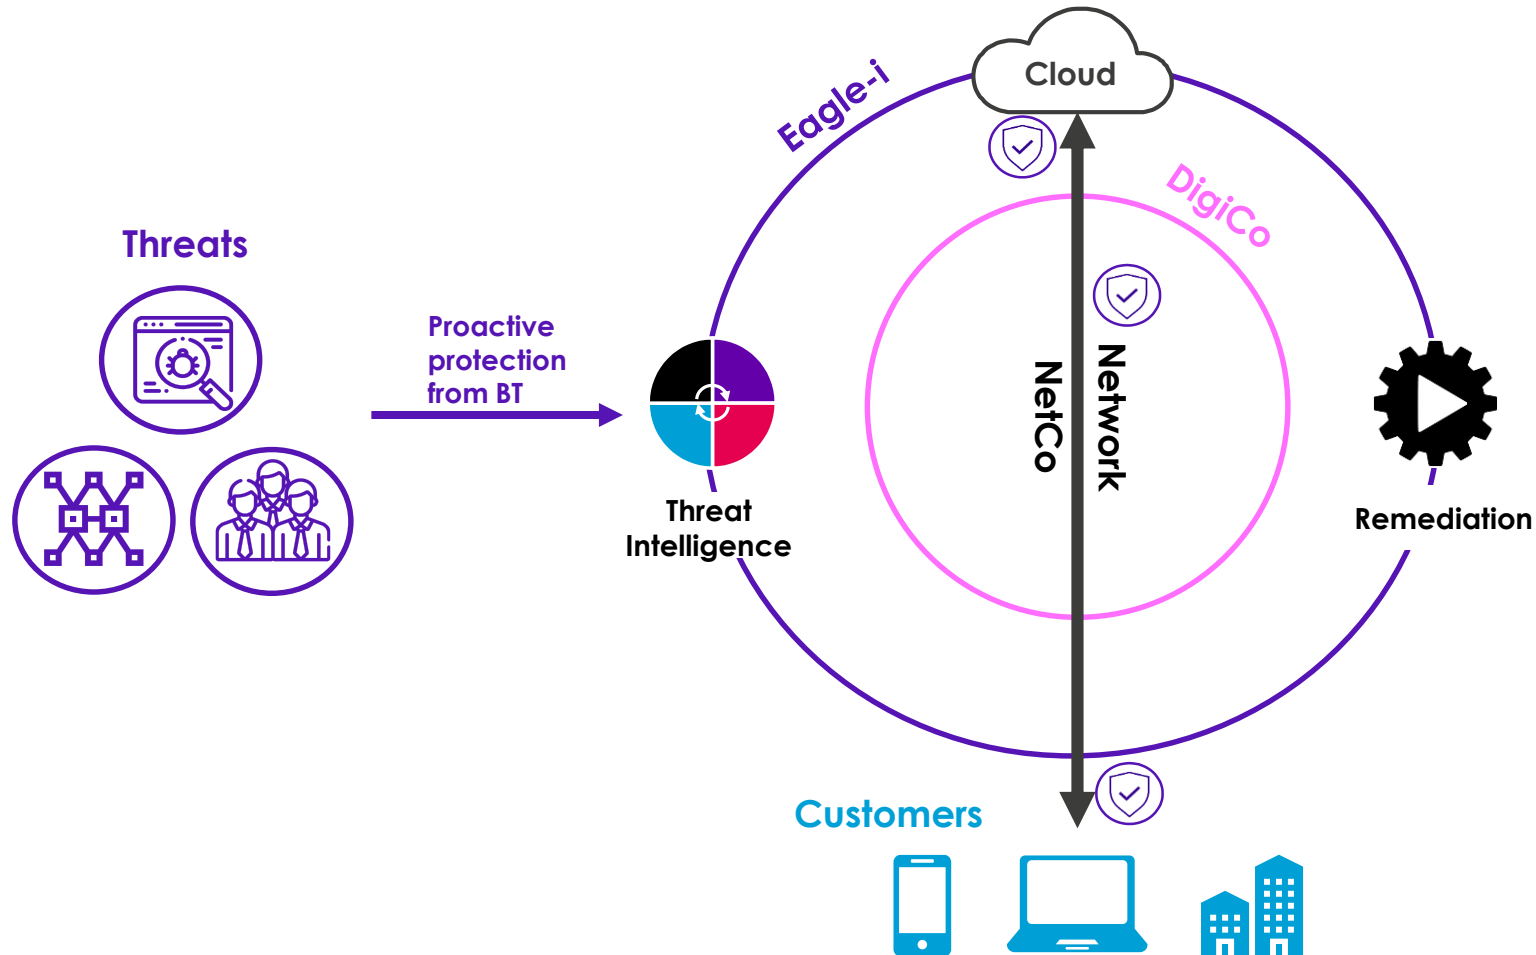 Cloud
Eagle-i
DigiCo
Threats
Proactive
protection
from BT
Network
NetCo
Threat
Intelligence
Remediation
Customers